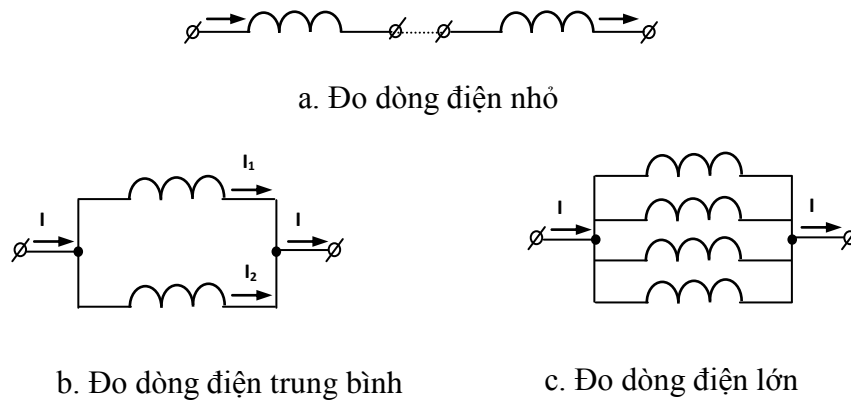 a. Đo dòng điện nhỏ
I₁
I
I
I₂
I
I
b. Đo dòng điện trung bình
c. Đo dòng điện lớn